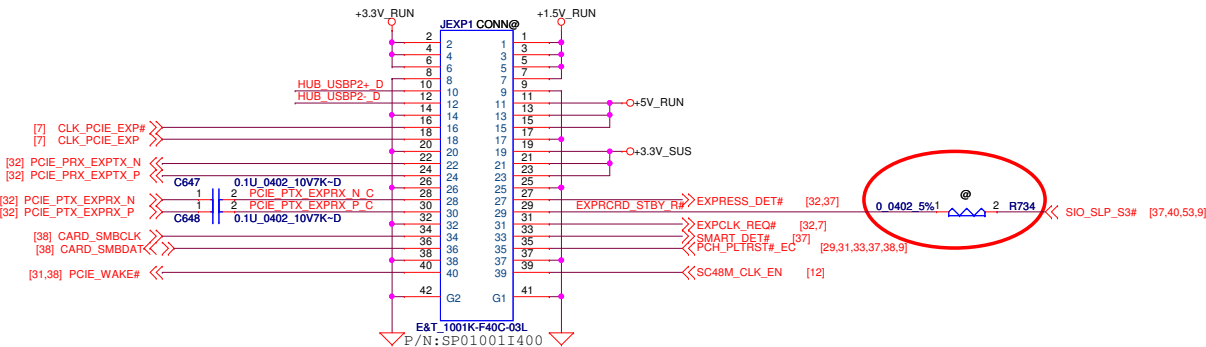 +3.3V_RUN +1.5V_RUN
JEXP1 CONN@
2 2 1 1
4 4 3 3
6 6 5 5
8 8 7 7
HUB_USBP2+_D 10 10 9 9
HUB_USBP2-_D 12 12 11 11 +5V_RUN
14 14 13 13
[7] CLK_PCIE_EXP# 16 16 15 15
[7] CLK_PCIE_EXP 18 18 17 17
20 20 19 19 +3.3V_SUS
[32] PCIE_PRX_EXPTX_N 22 22 21 21
[32] PCIE_PRX_EXPTX_P 24 24 23 23
C647 0.1U_0402_10V7K~D 26 26 25 25
[32] PCIE_PTX_EXPRX_N 1 2 PCIE_PTX_EXPRX_N_C 28 28 27 27 EXPRESS_DET# [32,37]
[32] PCIE_PTX_EXPRX_P 1 2 PCIE_PTX_EXPRX_P_C 30 30 29 29 EXPRCRD_STBY_R# 0_0402_5% 1 @ 2 R734 SIO_SLP_S3# [37,40,53,9]
C648 0.1U_0402_10V7K~D 32 32 31 31 EXPCLK_REQ# [32,7]
[38] CARD_SMBCLK 34 34 33 33 SMART_DET# [37]
[38] CARD_SMBDAT 36 36 35 35 PCH_PLTRST#_EC [29,31,33,37,38,9]
38 38 37 37
[31,38] PCIE_WAKE# 40 40 39 39 SC48M_CLK_EN [12]
42 G2 G1 41
E&T_1001K-F40C-03L
P/N:SP01001I400